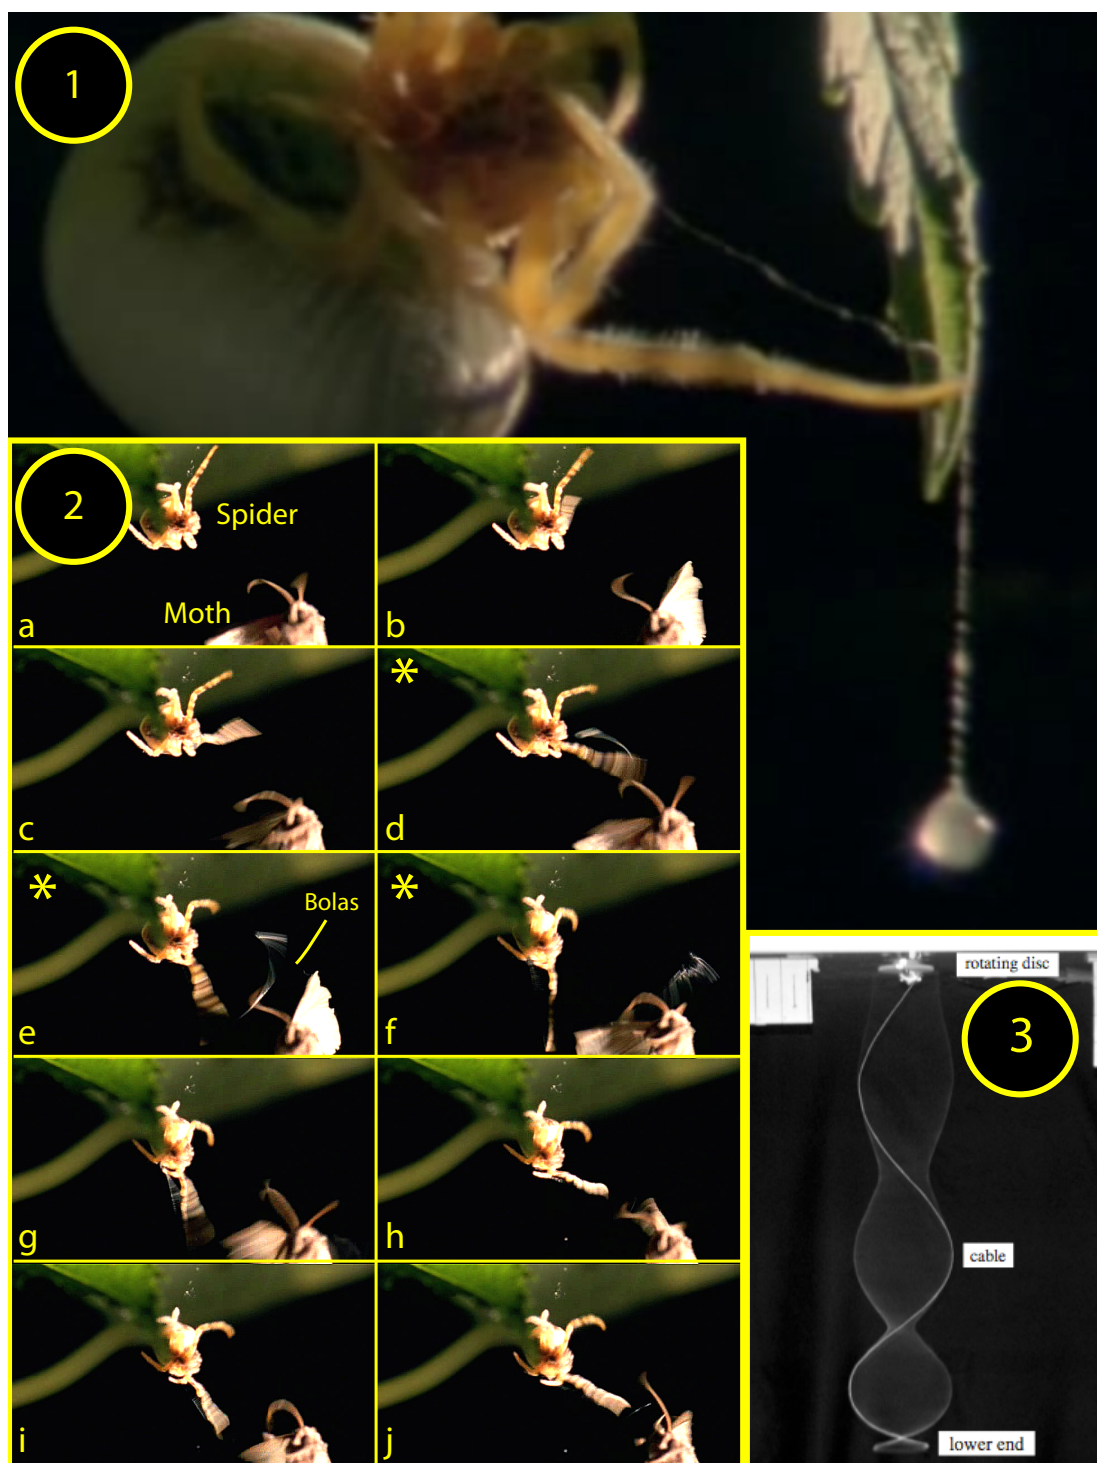 1
2
Spider
Moth
a
b
*
c
d
*
*
Bolas
e
f
g
h
i
j
rotating disc
3
cable
lower end